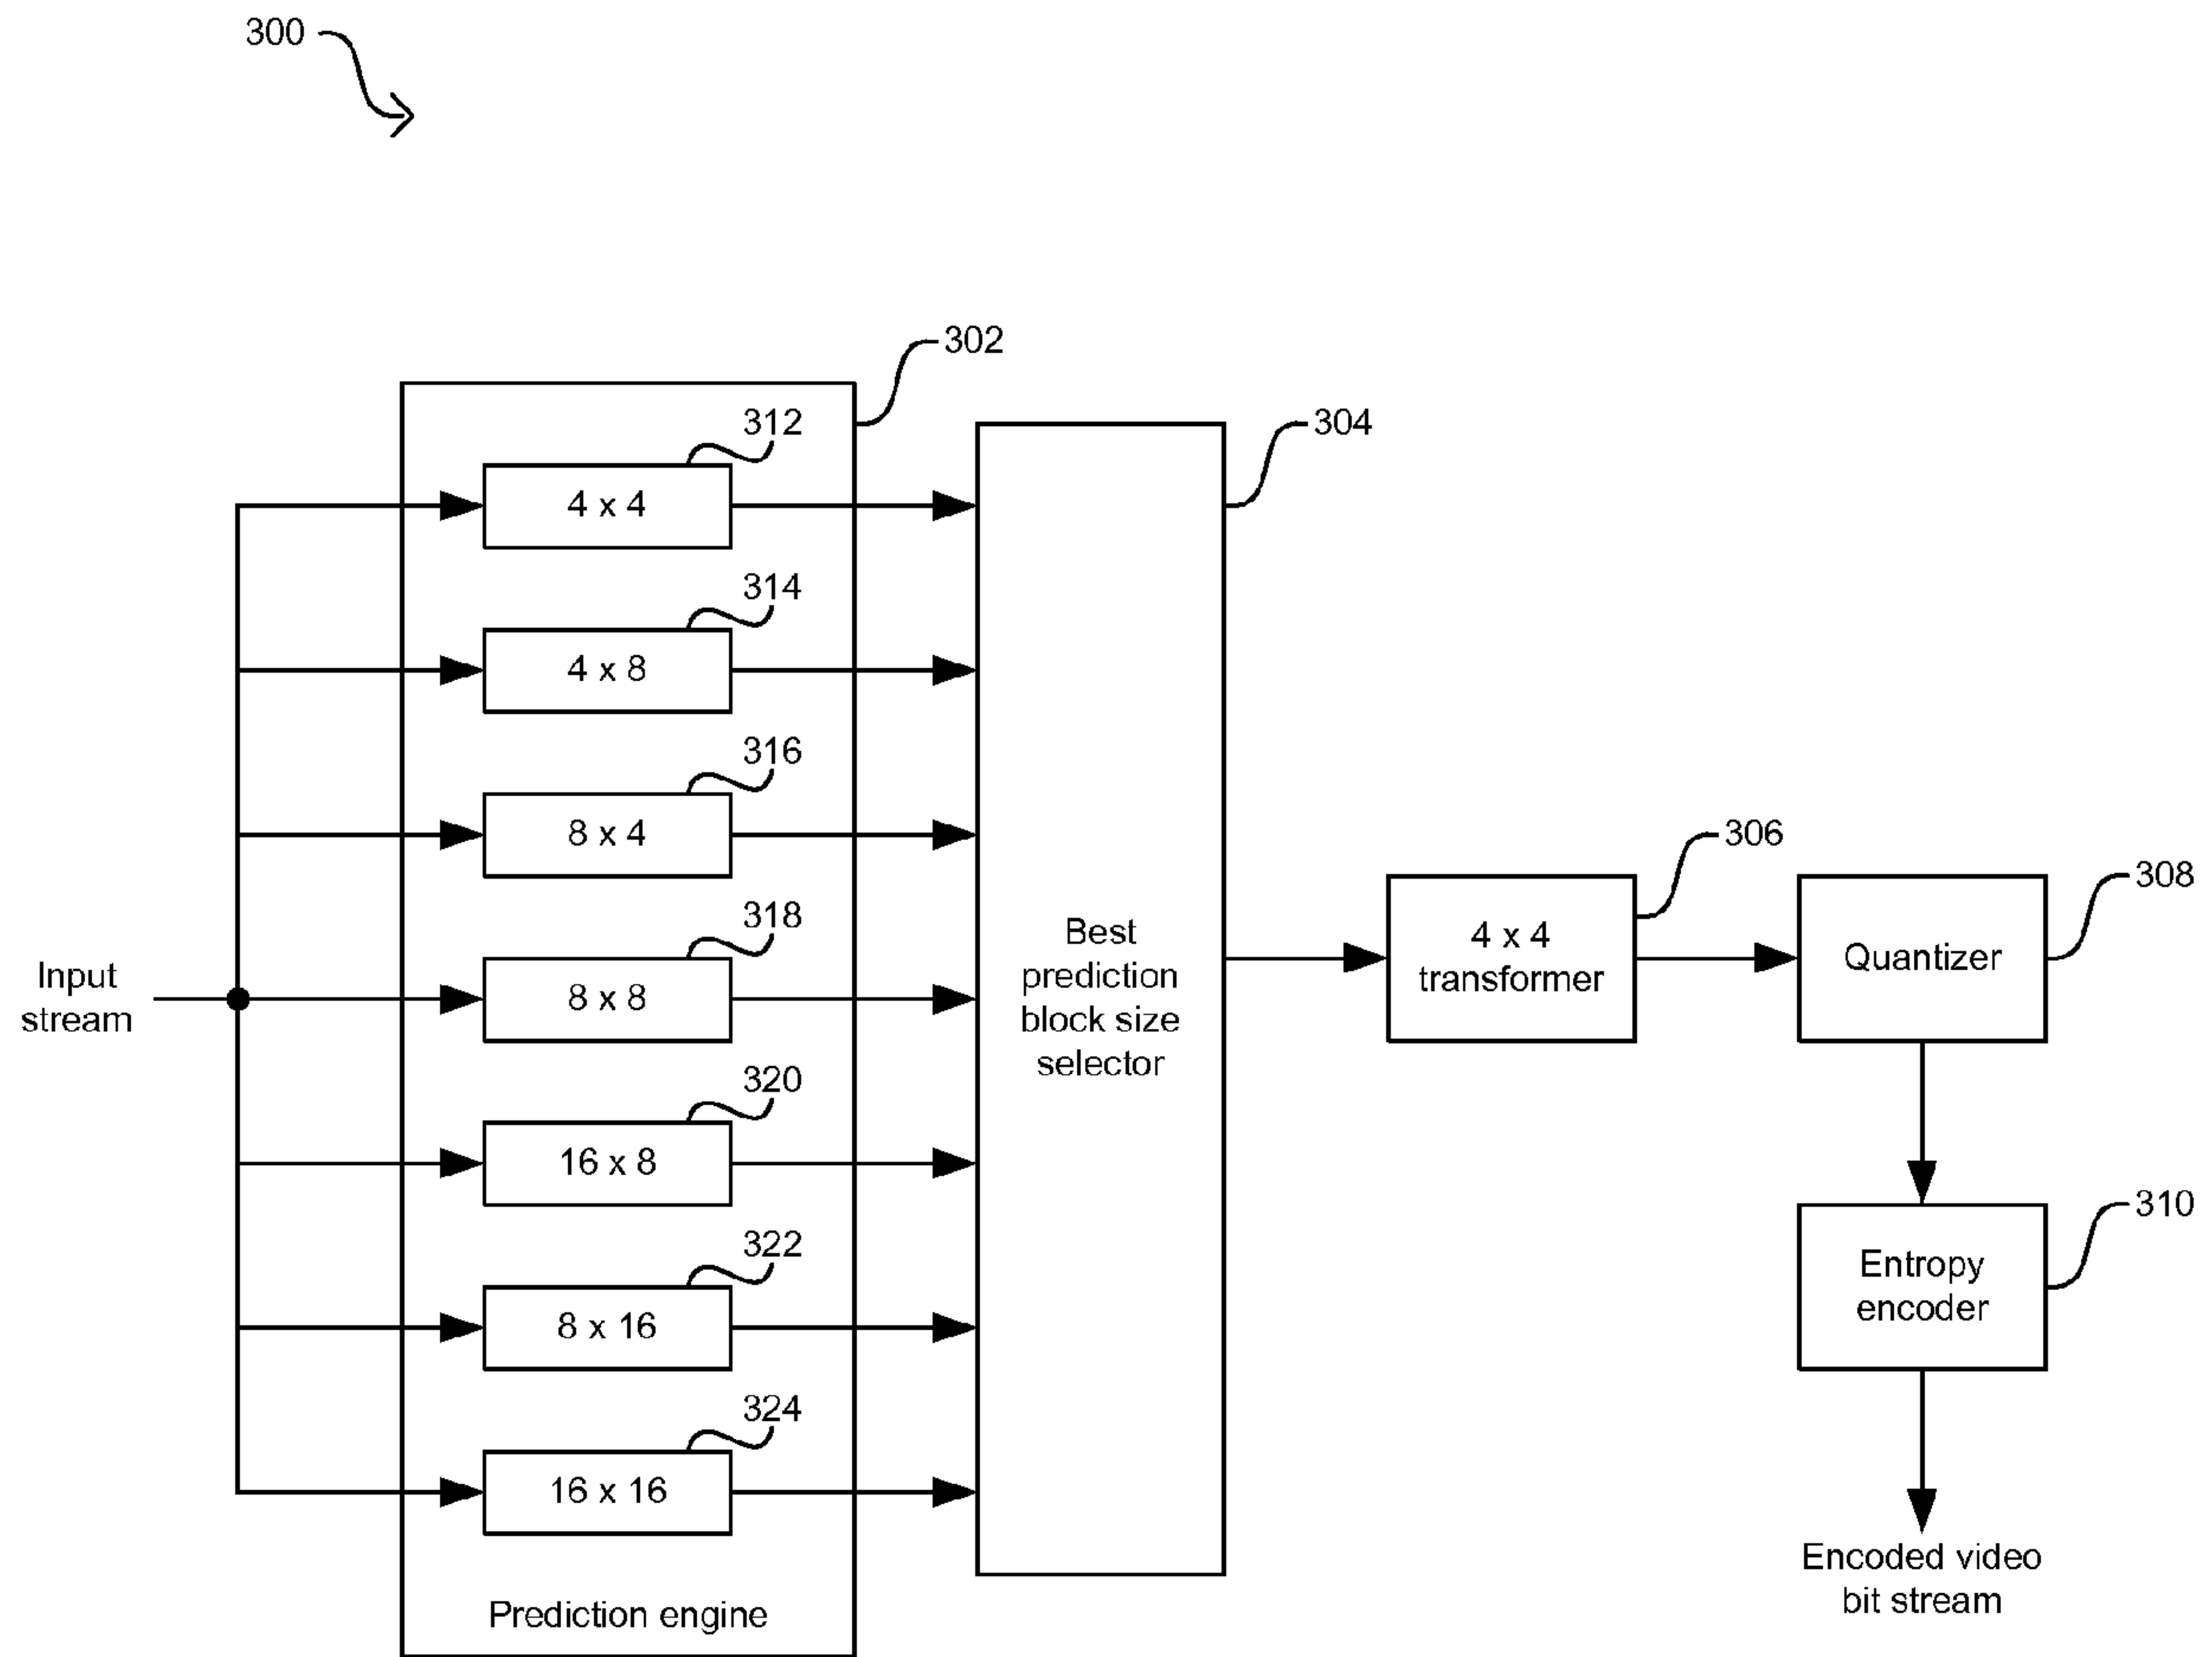 300
302
312
304
4 x 4
314
4 x 8
316
8 x 4
306
308
318
Input
stream
8 x 8
Best
prediction
block size
selector
4 x 4
transformer
Quantizer
320
16 x 8
310
Entropy
encoder
322
8 x 16
324
16 x 16
Encoded video
bit stream
Prediction engine